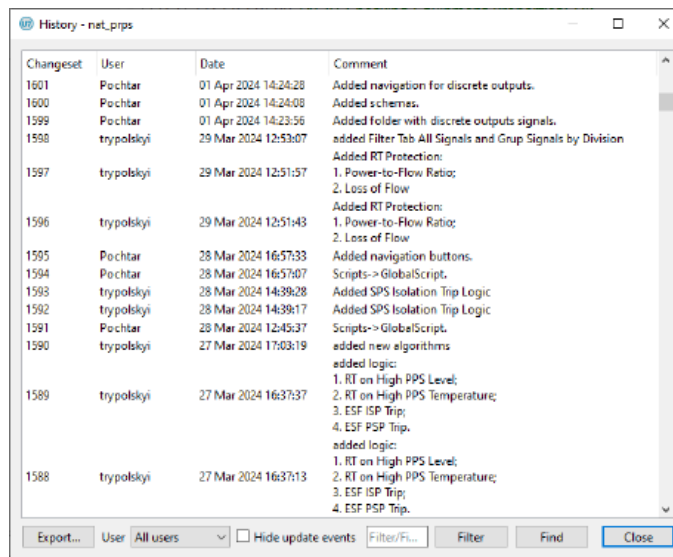 History - nat_prps
Changeset User Date Comment
1601 Pochtar 01 Apr 2024 14:24:28 Added navigation for discrete outputs.
1600 Pochtar 01 Apr 2024 14:24:08 Added schemas.
1599 Pochtar 01 Apr 2024 14:23:56 Added folder with discrete outputs signals.
1598 trypolskyi 29 Mar 2024 12:53:07 added Filter Tab All Signals and Grup Signals by Division
Added RT Protection:
1597 trypolskyi 29 Mar 2024 12:51:57 1. Power-to-Flow Ratio;
2. Loss of Flow
Added RT Protection:
1596 trypolskyi 29 Mar 2024 12:51:43 1. Power-to-Flow Ratio;
2. Loss of Flow
1595 Pochtar 28 Mar 2024 16:57:33 Added navigation buttons.
1594 Pochtar 28 Mar 2024 16:57:07 Scripts->GlobalScript.
1593 trypolskyi 28 Mar 2024 14:39:28 Added SPS Isolation Trip Logic
1592 trypolskyi 28 Mar 2024 14:39:17 Added SPS Isolation Trip Logic
1591 Pochtar 28 Mar 2024 12:45:37 Scripts->GlobalScript.
1590 trypolskyi 27 Mar 2024 17:03:19 added new algorithms
added logic:
1. RT on High PPS Level;
1589 trypolskyi 27 Mar 2024 16:37:37 2. RT on High PPS Temperature;
3. ESF ISP Trip;
4. ESF PSP Trip.
added logic:
1. RT on High PPS Level;
1588 trypolskyi 27 Mar 2024 16:37:13 2. RT on High PPS Temperature;
3. ESF ISP Trip;
4. ESF PSP Trip.
Export... User All users Hide update events Filter/Fi... Filter Find Close